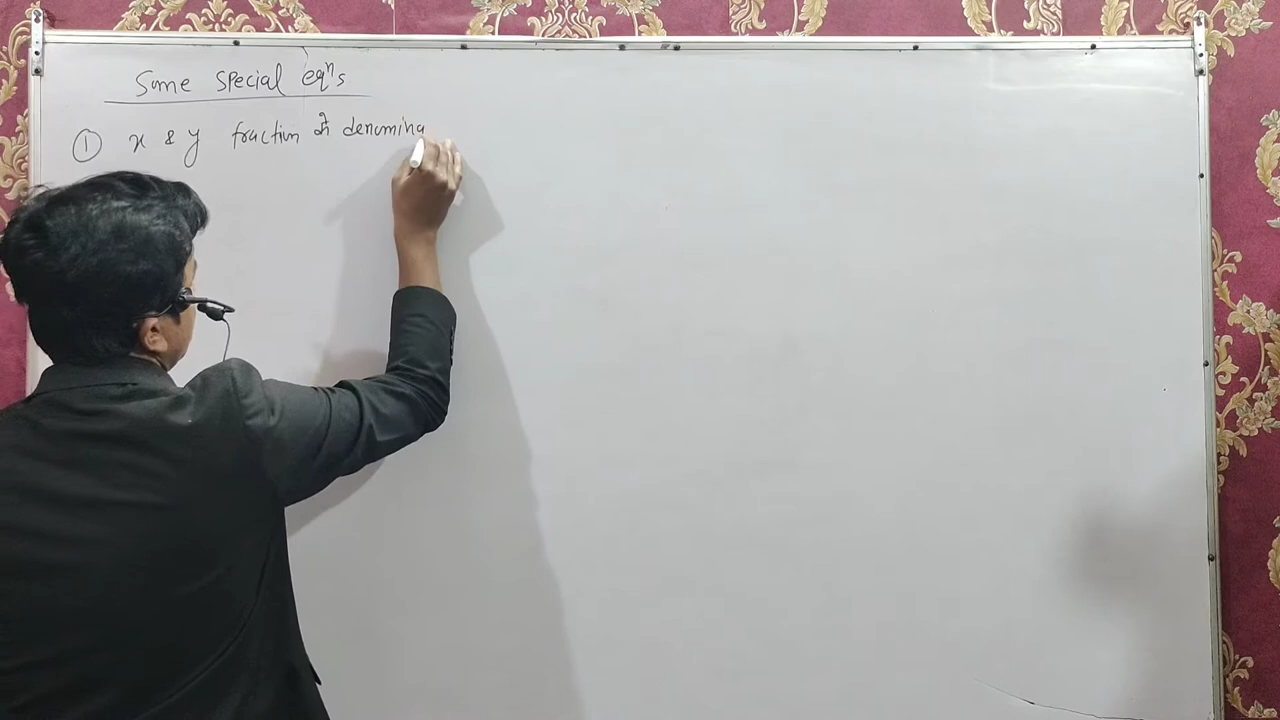 Some special eqⁿs
① x & y fraction में denomina